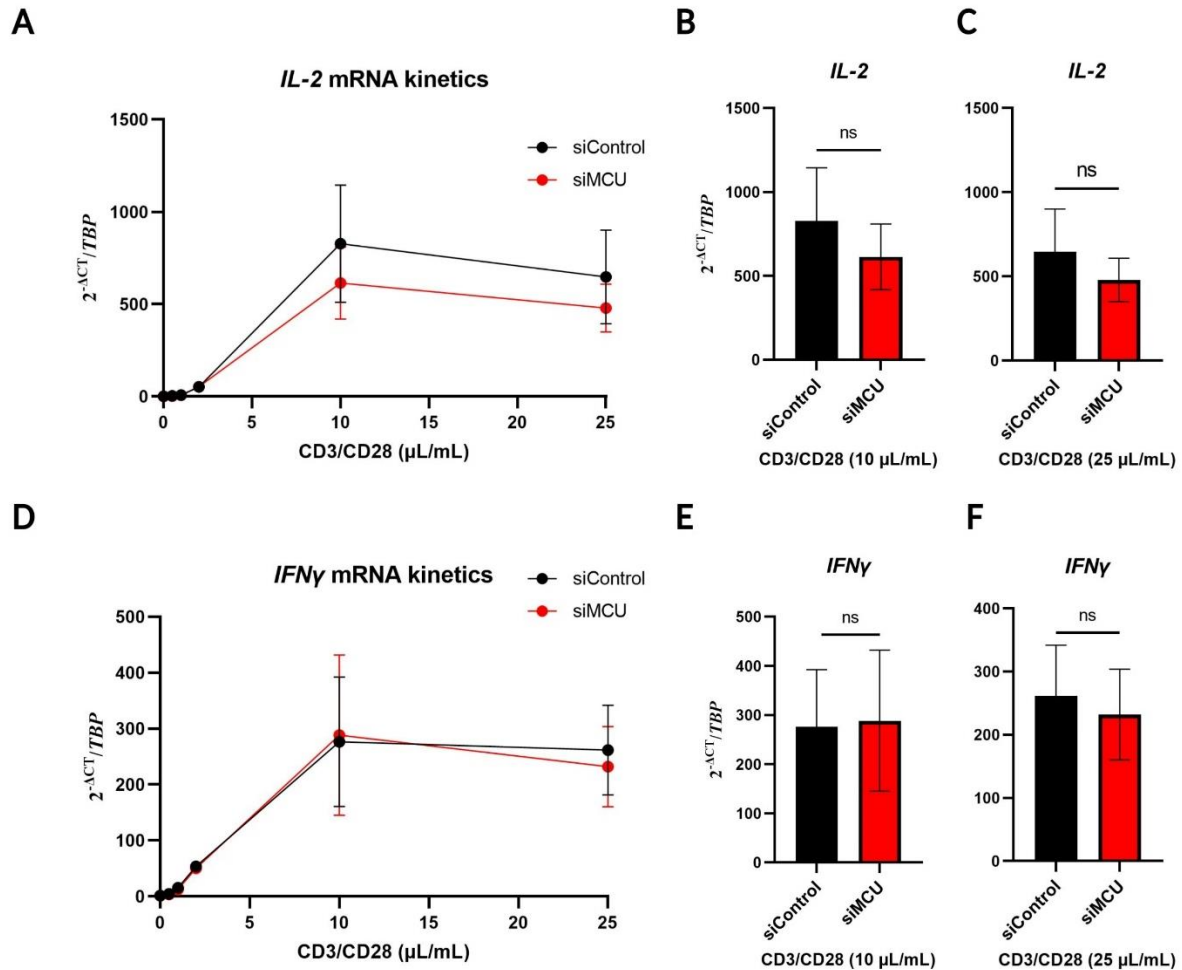 A
IL-2 mRNA kinetics
siControl
siMCU
2^-ΔCT/TBP
1500
1000
500
0
0 5 10 15 20 25
CD3/CD28 (µL/mL)
B
IL-2
ns
2^-ΔCT/TBP
1500
1000
500
0
siControl siMCU
CD3/CD28 (10 µL/mL)
C
IL-2
ns
1500
1000
500
0
siControl siMCU
CD3/CD28 (25 µL/mL)
D
IFNγ mRNA kinetics
siControl
siMCU
2^-ΔCT/TBP
500
400
300
200
100
0
0 5 10 15 20 25
CD3/CD28 (µL/mL)
E
IFNγ
ns
2^-ΔCT/TBP
500
400
300
200
100
0
siControl siMCU
CD3/CD28 (10 µL/mL)
F
IFNγ
ns
400
300
200
100
0
siControl siMCU
CD3/CD28 (25 µL/mL)